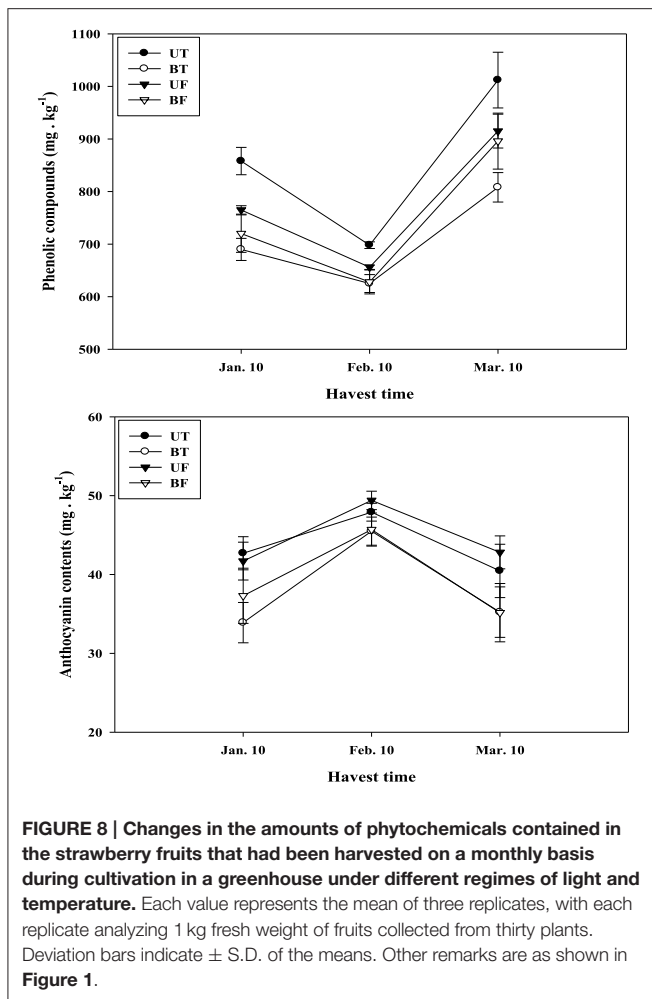 UT
BT
UF
BF
Phenolic compounds (mg . kg-1)
1100
1000
900
800
700
600
500
Jan. 10
Feb. 10
Mar. 10
Havest time
UT
BT
UF
BF
Anthocyanin contents (mg . kg-1)
60
50
40
30
20
Jan. 10
Feb. 10
Mar. 10
Havest time
FIGURE 8 | Changes in the amounts of phytochemicals contained in
the strawberry fruits that had been harvested on a monthly basis
during cultivation in a greenhouse under different regimes of light and
temperature. Each value represents the mean of three replicates, with each
replicate analyzing 1 kg fresh weight of fruits collected from thirty plants.
Deviation bars indicate ± S.D. of the means. Other remarks are as shown in
Figure 1.